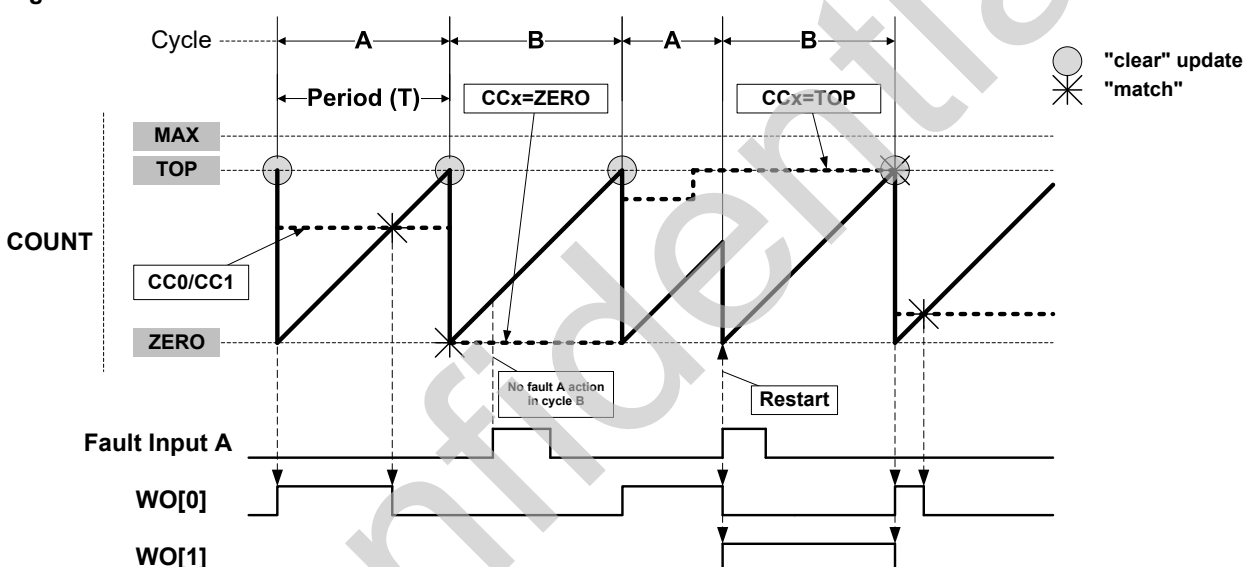 Cycle
A
B
A
B
"clear" update
"match"
Period (T)
CCx=ZERO
CCx=TOP
MAX
TOP
COUNT
CC0/CC1
ZERO
No fault A action
in cycle B
Restart
Fault Input A
WO[0]
WO[1]